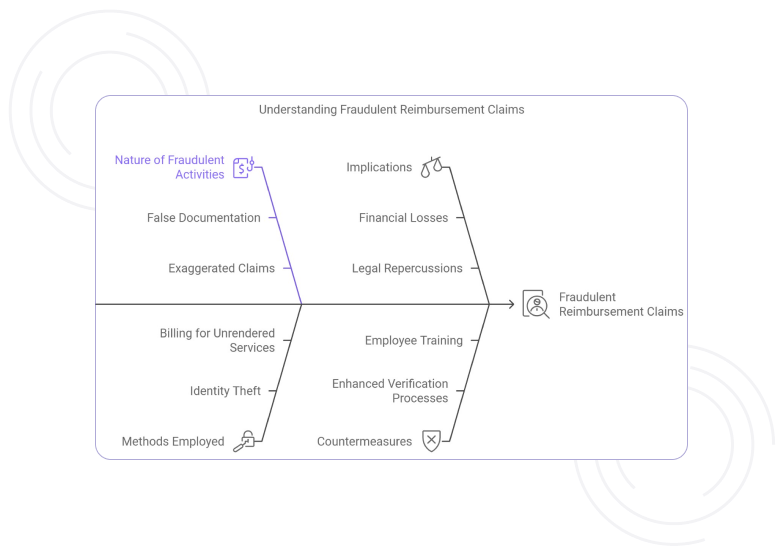 Understanding Fraudulent Reimbursement Claims
Nature of Fraudulent
Activities
False Documentation
Exaggerated Claims
Implications
Financial Losses
Legal Repercussions
Fraudulent
Reimbursement Claims
Billing for Unrendered
Services
Identity Theft
Methods Employed
Employee Training
Enhanced Verification
Processes
Countermeasures